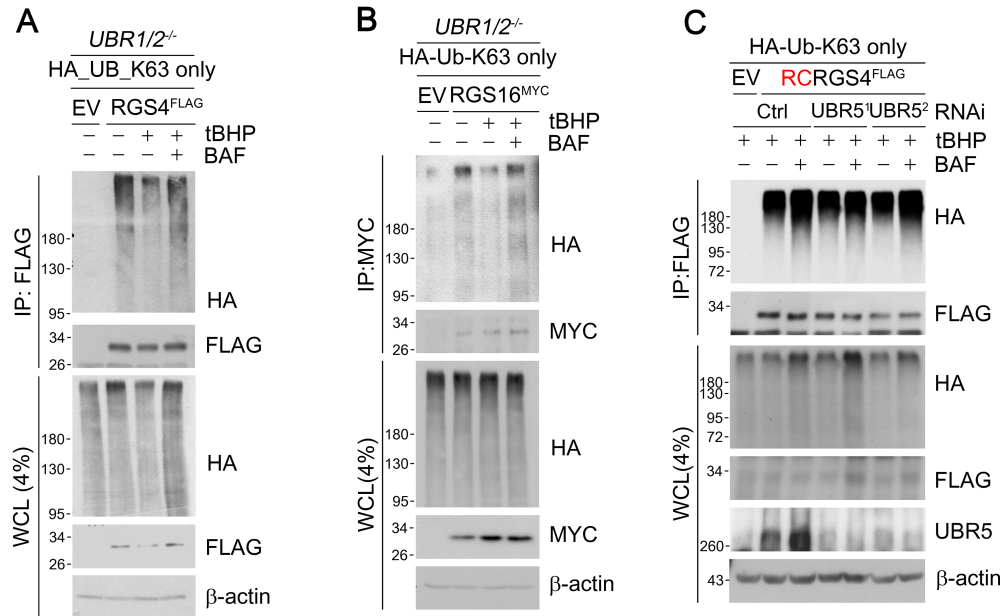 A
UBR1/2-/-
HA_UB_K63 only
EV RGS4FLAG
– – + + tBHP
– – – + BAF
IP: FLAG
180-
130-
95-
HA
34-
26-
FLAG
WCL (4%)
180-
130-
95-
HA
34-
26-
FLAG
β-actin
B
UBR1/2-/-
HA-Ub-K63 only
EV RGS16MYC
– – + + tBHP
– – – + BAF
IP:MYC
180-
130-
95-
HA
34-
26-
MYC
WCL(4%)
180-
130-
95-
HA
34-
26-
MYC
β-actin
C
HA-Ub-K63 only
EV RCRGS4FLAG
Ctrl UBR5¹ UBR5² RNAi
+ + + + + + + tBHP
– – + – + – + BAF
IP:FLAG
180-
130-
95-
72-
HA
34-
FLAG
WCL(4%)
180-
130-
95-
72-
HA
34-
FLAG
260-
UBR5
43-
β-actin